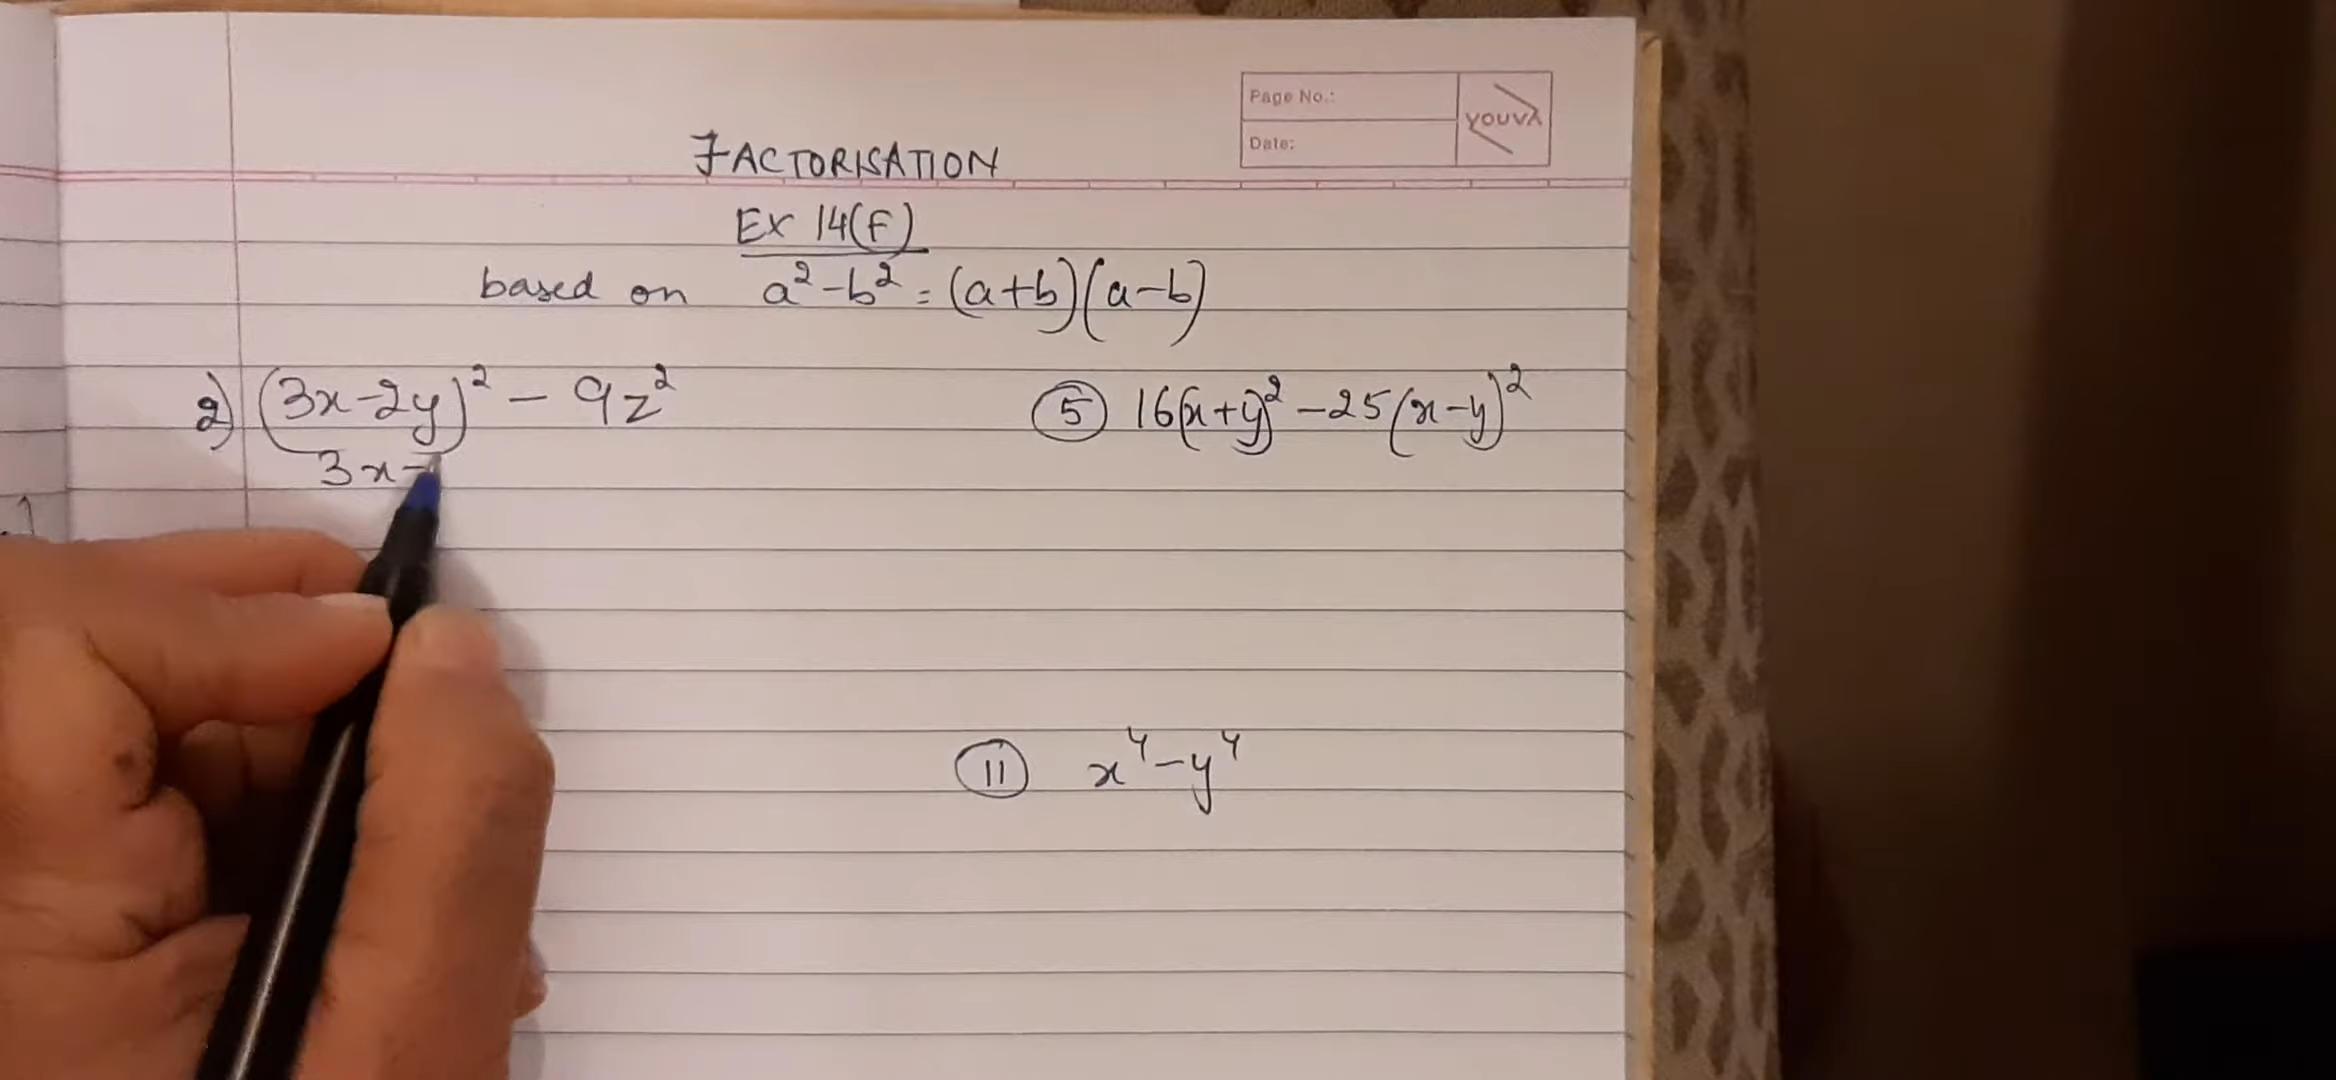 Page No.:
Date:
youva
FACTORISATION
Ex 14(F)
based on a² - b² = (a+b)(a-b)
2) (3x-2y)² - 9z²
3x-
⑤ 16(x+y)² - 25(x-y)²
⑪ x⁴ - y⁴